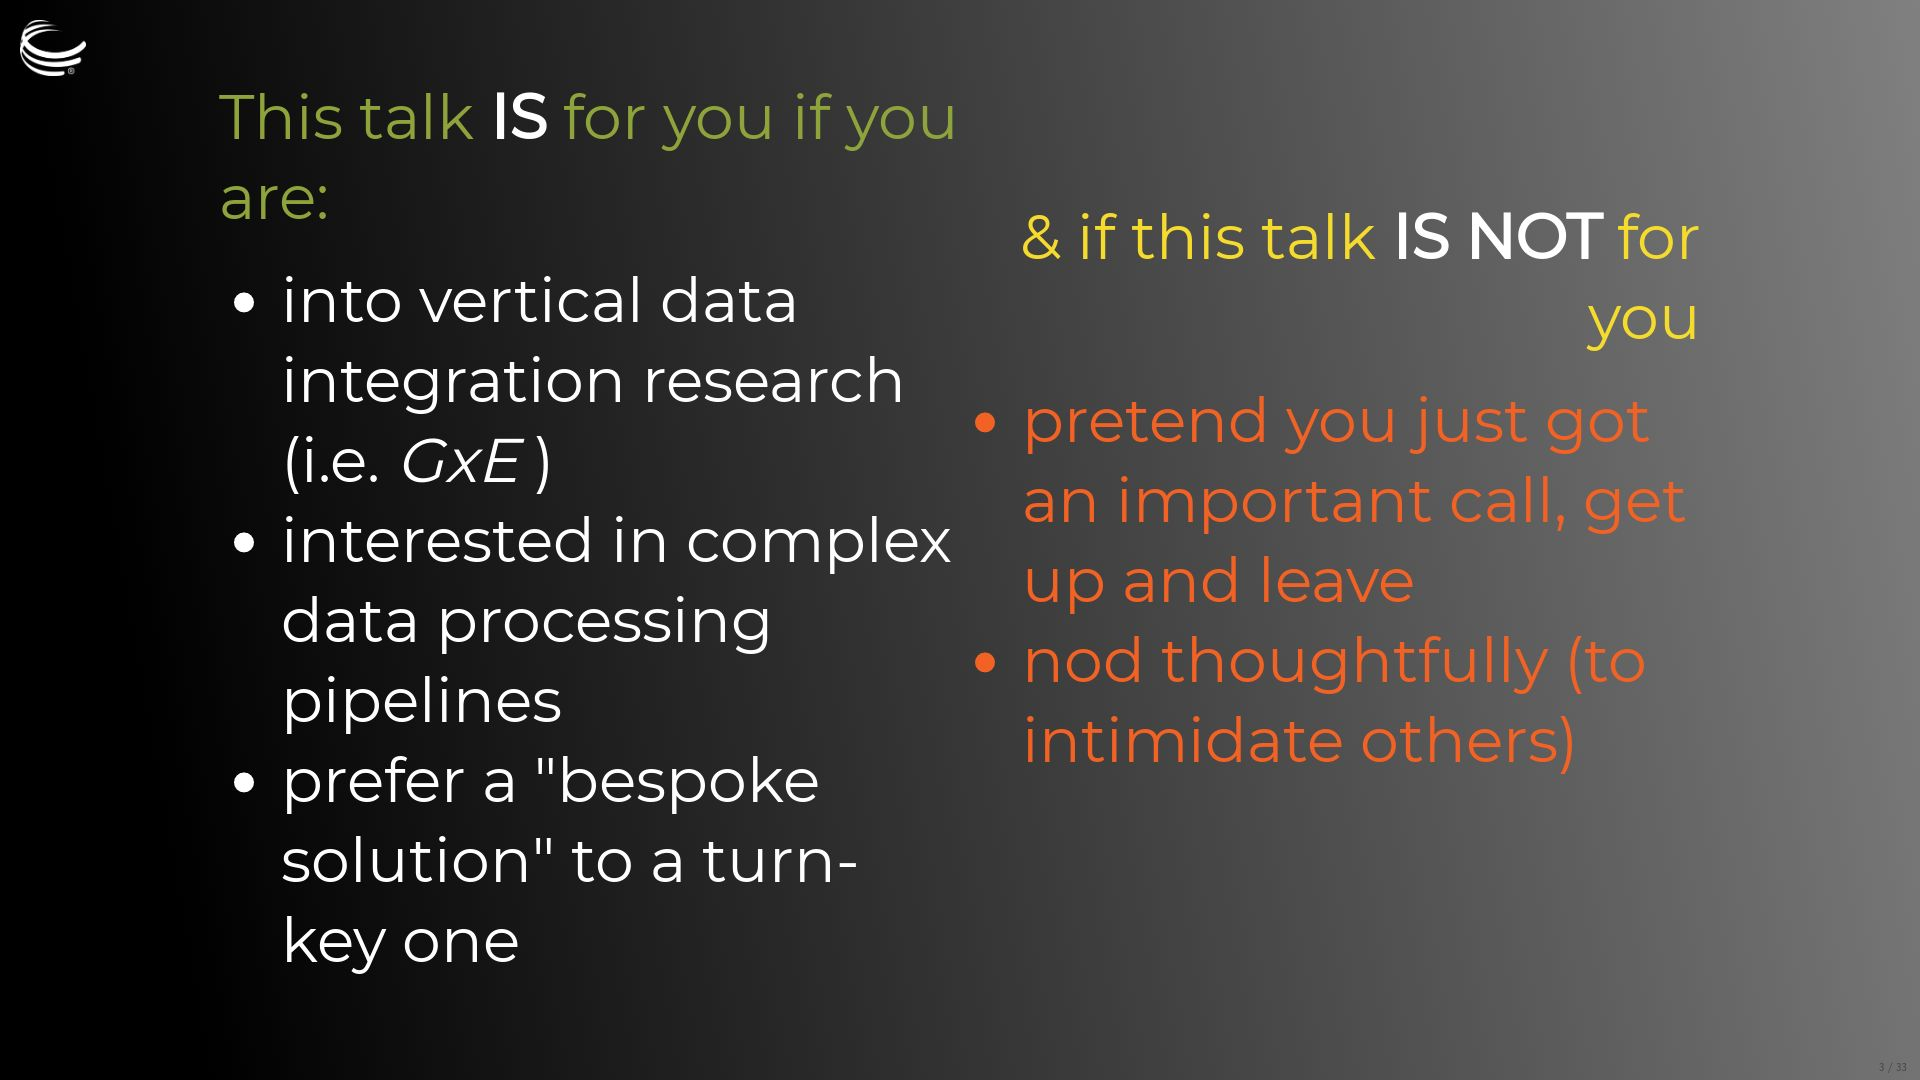 This talk IS for you if you
are:
• into vertical data
integration research
(i.e. GxE )
• interested in complex
data processing
pipelines
• prefer a "bespoke
solution" to a turn-
key one
& if this talk IS NOT for
you
• pretend you just got
an important call, get
up and leave
• nod thoughtfully (to
intimidate others)
3 / 33